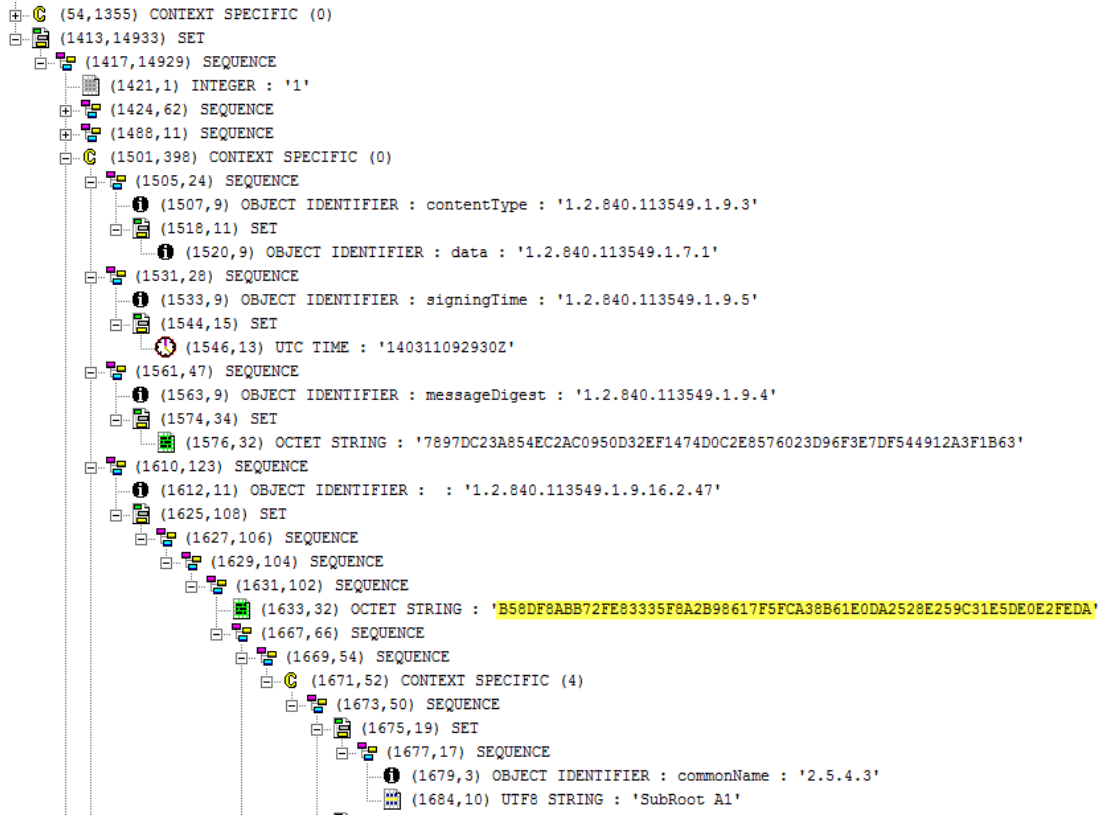 (54,1355) CONTEXT SPECIFIC (0)
(1413,14933) SET
(1417,14929) SEQUENCE
(1421,1) INTEGER : '1'
(1424,62) SEQUENCE
(1488,11) SEQUENCE
(1501,398) CONTEXT SPECIFIC (0)
(1505,24) SEQUENCE
(1507,9) OBJECT IDENTIFIER : contentType : '1.2.840.113549.1.9.3'
(1518,11) SET
(1520,9) OBJECT IDENTIFIER : data : '1.2.840.113549.1.7.1'
(1531,28) SEQUENCE
(1533,9) OBJECT IDENTIFIER : signingTime : '1.2.840.113549.1.9.5'
(1544,15) SET
(1546,13) UTC TIME : '140311092930Z'
(1561,47) SEQUENCE
(1563,9) OBJECT IDENTIFIER : messageDigest : '1.2.840.113549.1.9.4'
(1574,34) SET
(1576,32) OCTET STRING : '7897DC23A854EC2AC0950D32EF1474D0C2E8576023D96F3E7DF544912A3F1B63'
(1610,123) SEQUENCE
(1612,11) OBJECT IDENTIFIER :  : '1.2.840.113549.1.9.16.2.47'
(1625,108) SET
(1627,106) SEQUENCE
(1629,104) SEQUENCE
(1631,102) SEQUENCE
(1633,32) OCTET STRING : 'B58DF8ABB72FE83335F8A2B98617F5FCA38B61E0DA2528E259C31E5DE0E2FEDA'
(1667,66) SEQUENCE
(1669,54) SEQUENCE
(1671,52) CONTEXT SPECIFIC (4)
(1673,50) SEQUENCE
(1675,19) SET
(1677,17) SEQUENCE
(1679,3) OBJECT IDENTIFIER : commonName : '2.5.4.3'
(1684,10) UTF8 STRING : 'SubRoot A1'